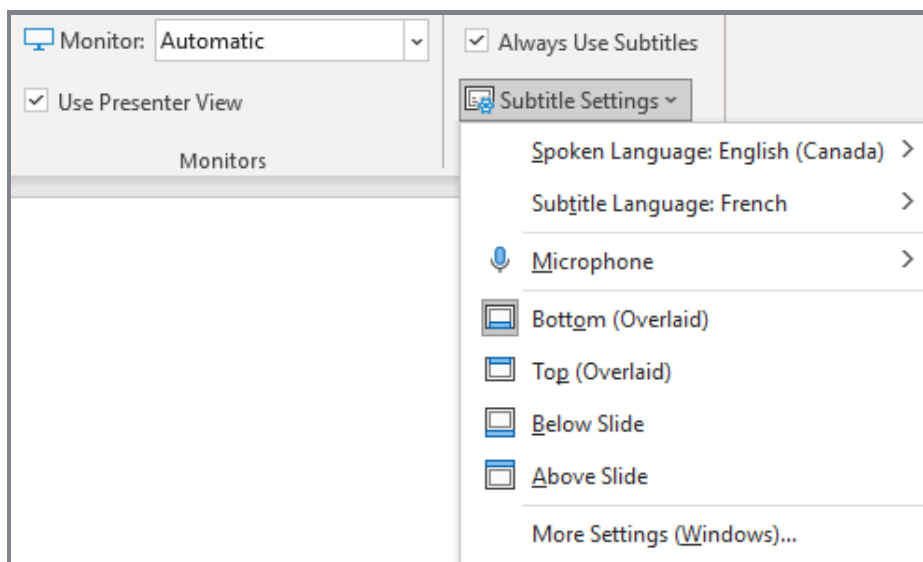 Monitor: Automatic
Use Presenter View
Monitors
Always Use Subtitles
Subtitle Settings
Spoken Language: English (Canada)
Subtitle Language: French
Microphone
Bottom (Overlaid)
Top (Overlaid)
Below Slide
Above Slide
More Settings (Windows)...